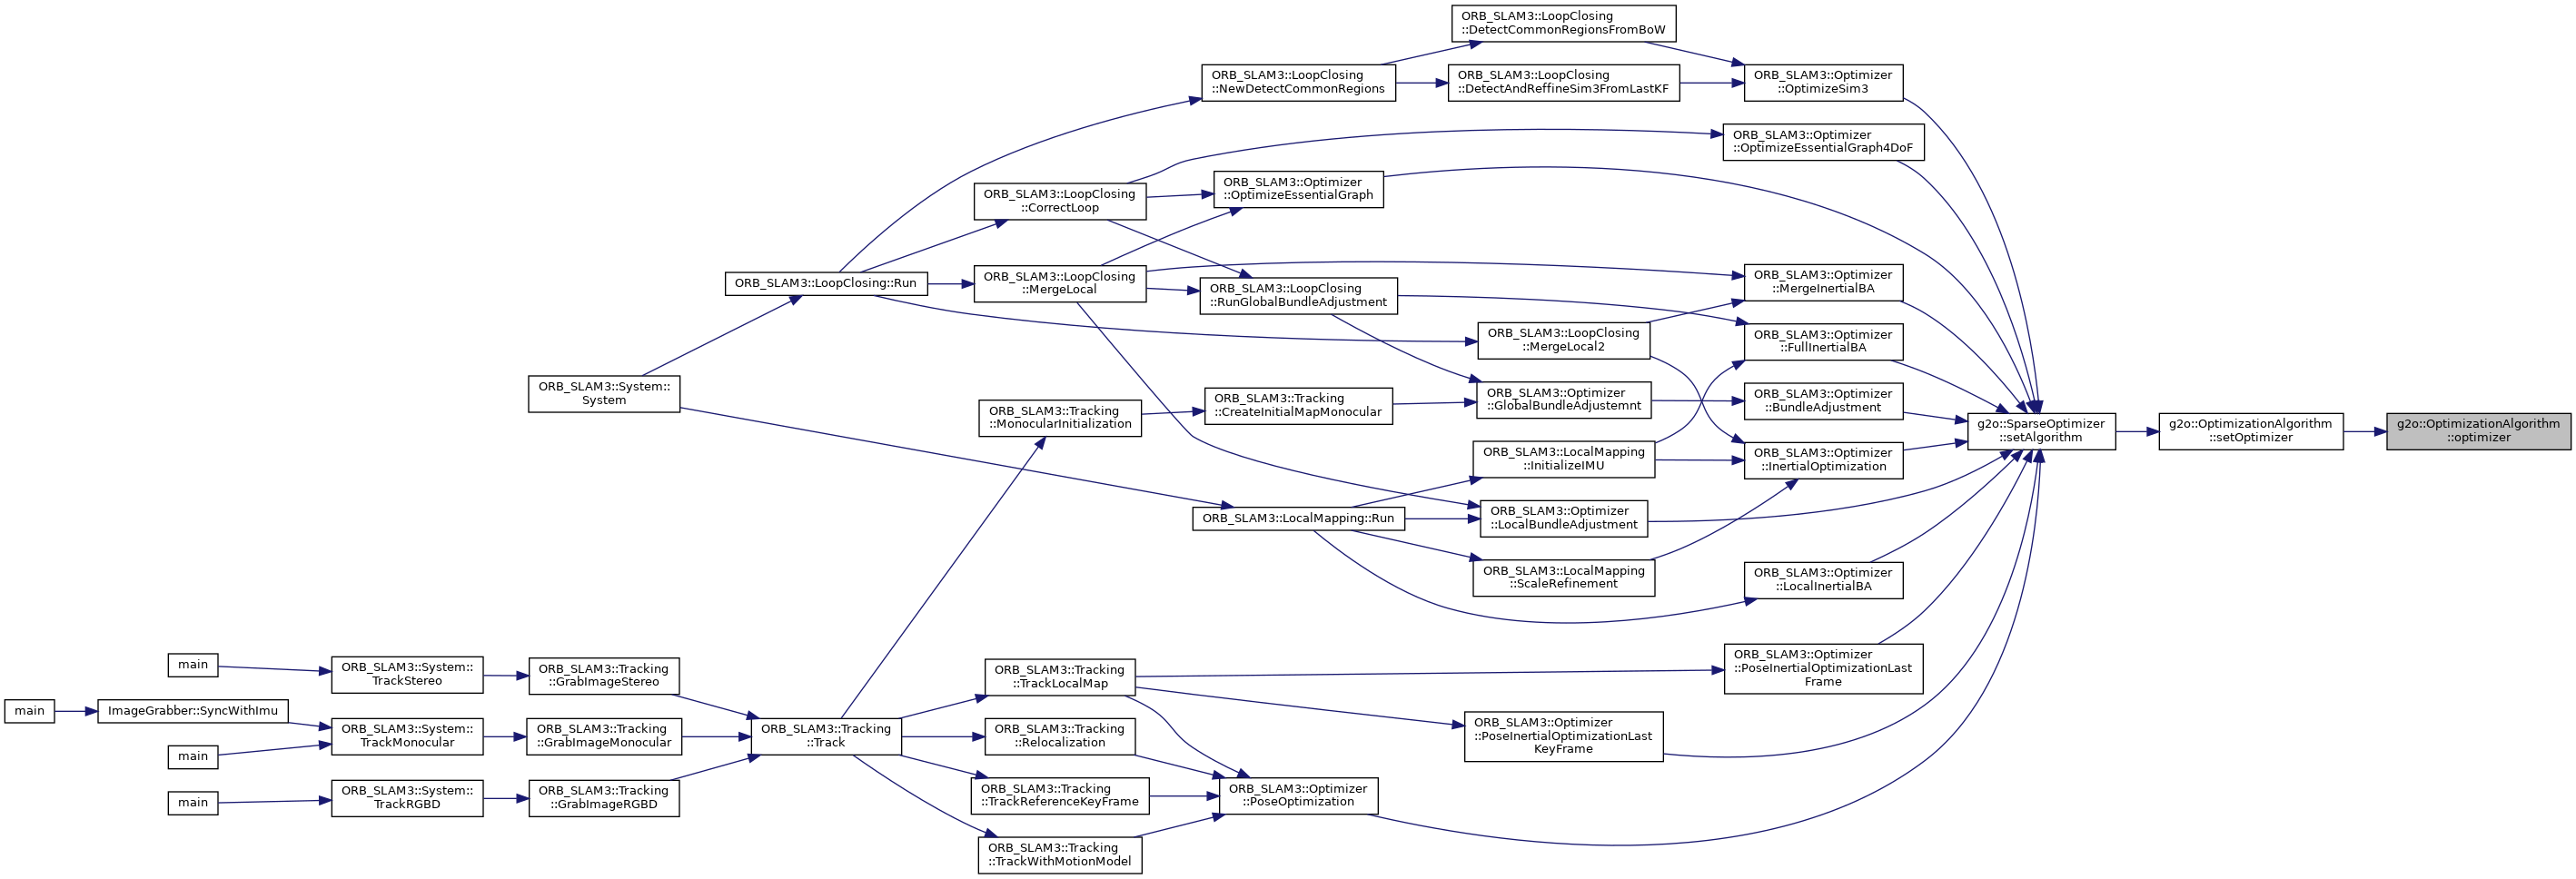 ORB_SLAM3::LoopClosing
::DetectCommonRegionsFromBoW
ORB_SLAM3::LoopClosing
::NewDetectCommonRegions
ORB_SLAM3::LoopClosing
::DetectAndReffineSim3FromLastKF
ORB_SLAM3::Optimizer
::OptimizeSim3
ORB_SLAM3::Optimizer
::OptimizeEssentialGraph4DoF
ORB_SLAM3::LoopClosing
::CorrectLoop
ORB_SLAM3::Optimizer
::OptimizeEssentialGraph
ORB_SLAM3::LoopClosing::Run
ORB_SLAM3::LoopClosing
::MergeLocal
ORB_SLAM3::LoopClosing
::RunGlobalBundleAdjustment
ORB_SLAM3::Optimizer
::MergeInertialBA
ORB_SLAM3::LoopClosing
::MergeLocal2
ORB_SLAM3::Optimizer
::FullInertialBA
ORB_SLAM3::System::
System
ORB_SLAM3::Tracking
::MonocularInitialization
ORB_SLAM3::Tracking
::CreateInitialMapMonocular
ORB_SLAM3::Optimizer
::GlobalBundleAdjustemnt
ORB_SLAM3::Optimizer
::BundleAdjustment
g2o::SparseOptimizer
::setAlgorithm
g2o::OptimizationAlgorithm
::setOptimizer
g2o::OptimizationAlgorithm
::optimizer
ORB_SLAM3::LocalMapping
::InitializeIMU
ORB_SLAM3::Optimizer
::InertialOptimization
ORB_SLAM3::LocalMapping::Run
ORB_SLAM3::Optimizer
::LocalBundleAdjustment
ORB_SLAM3::LocalMapping
::ScaleRefinement
ORB_SLAM3::Optimizer
::LocalInertialBA
main
ORB_SLAM3::System::
TrackStereo
ORB_SLAM3::Tracking
::GrabImageStereo
ORB_SLAM3::Tracking
::TrackLocalMap
ORB_SLAM3::Optimizer
::PoseInertialOptimizationLast
Frame
main
ImageGrabber::SyncWithImu
ORB_SLAM3::System::
TrackMonocular
ORB_SLAM3::Tracking
::GrabImageMonocular
ORB_SLAM3::Tracking
::Track
ORB_SLAM3::Tracking
::Relocalization
ORB_SLAM3::Optimizer
::PoseInertialOptimizationLast
KeyFrame
main
main
ORB_SLAM3::System::
TrackRGBD
ORB_SLAM3::Tracking
::GrabImageRGBD
ORB_SLAM3::Tracking
::TrackReferenceKeyFrame
ORB_SLAM3::Optimizer
::PoseOptimization
ORB_SLAM3::Tracking
::TrackWithMotionModel